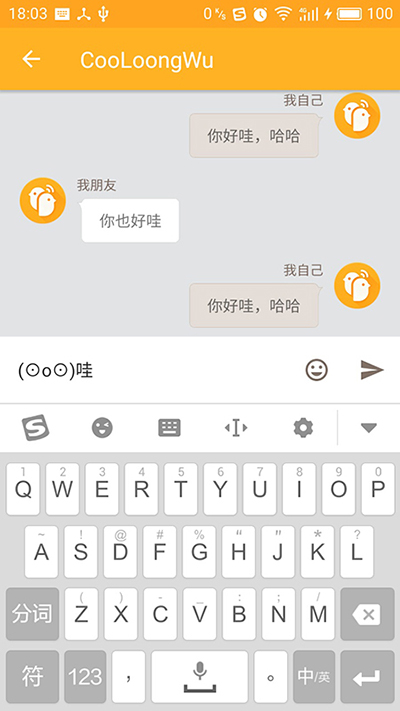 18:03 0 K/s 4G 100
CooLoongWu
我自己
你好哇，哈哈
我朋友
你也好哇
我自己
你好哇，哈哈
(⊙o⊙)哇
S
1 2 3 4 5 6 7 8 9 0
Q W E R T Y U I O P
~ ! @ # % “ “ * ?
A S D F G H J K L
( ) - _ : ; /
分词 Z X C V B N M
符 123 ， 。 中/英